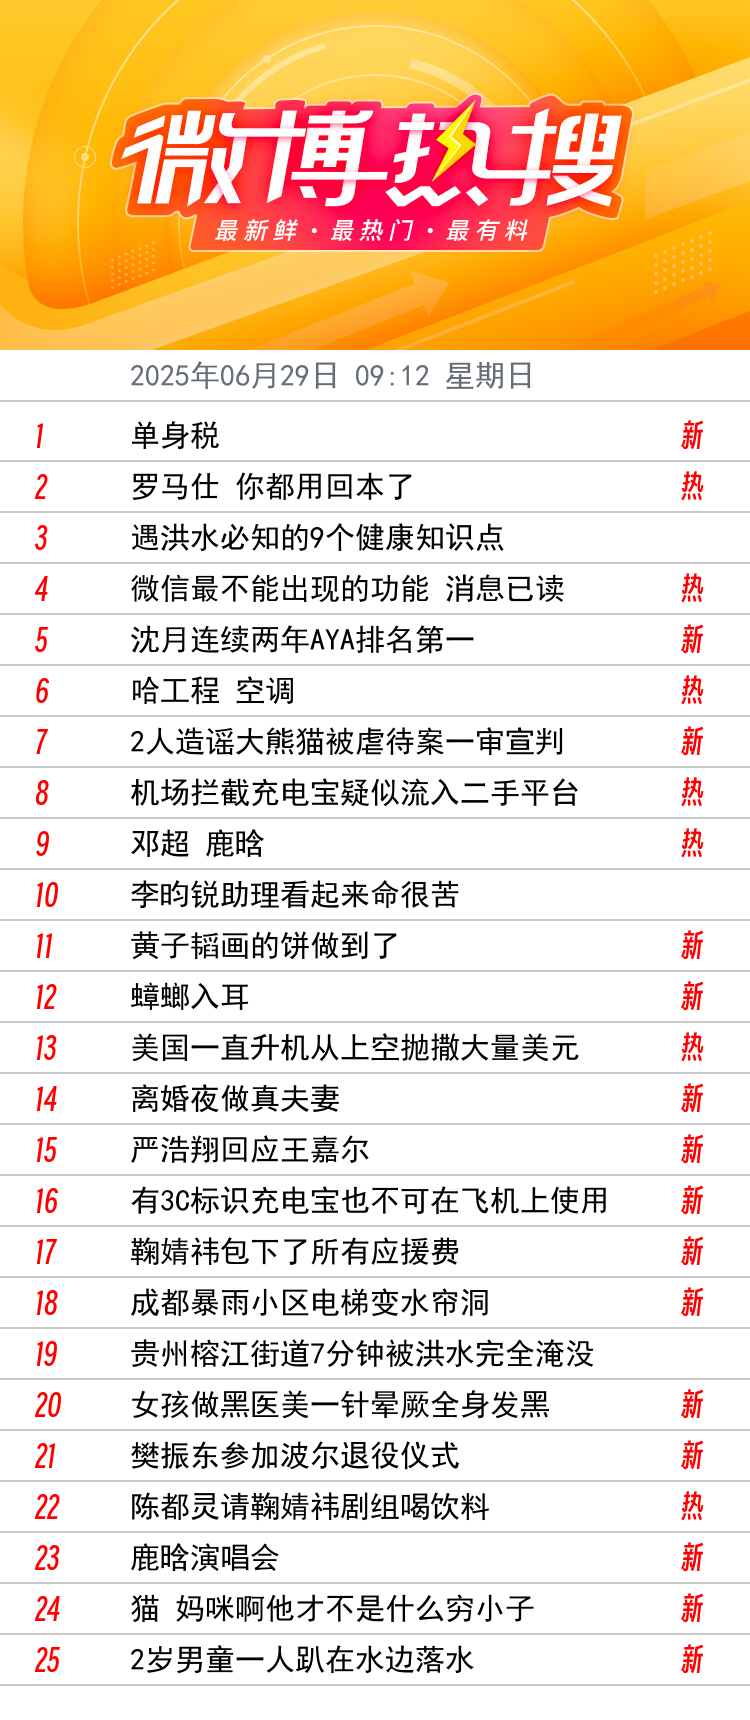 微博热搜
最新鲜·最热门·最有料
2025年06月29日 09:12 星期日
1 单身税 新
2 罗马仕 你都用回本了 热
3 遇洪水必知的9个健康知识点
4 微信最不能出现的功能 消息已读 热
5 沈月连续两年AYA排名第一 新
6 哈工程 空调 热
7 2人造谣大熊猫被虐待案一审宣判 新
8 机场拦截充电宝疑似流入二手平台 热
9 邓超 鹿晗 热
10 李昀锐助理看起来命很苦
11 黄子韬画的饼做到了 新
12 蟑螂入耳 新
13 美国一直升机从上空抛撒大量美元 热
14 离婚夜做真夫妻 新
15 严浩翔回应王嘉尔 新
16 有3C标识充电宝也不可在飞机上使用 新
17 鞠婧祎包下了所有应援费 新
18 成都暴雨小区电梯变水帘洞 新
19 贵州榕江街道7分钟被洪水完全淹没
20 女孩做黑医美一针晕厥全身发黑 新
21 樊振东参加波尔退役仪式 新
22 陈都灵请鞠婧祎剧组喝饮料 热
23 鹿晗演唱会 新
24 猫 妈咪啊他才不是什么穷小子 新
25 2岁男童一人趴在水边落水 新